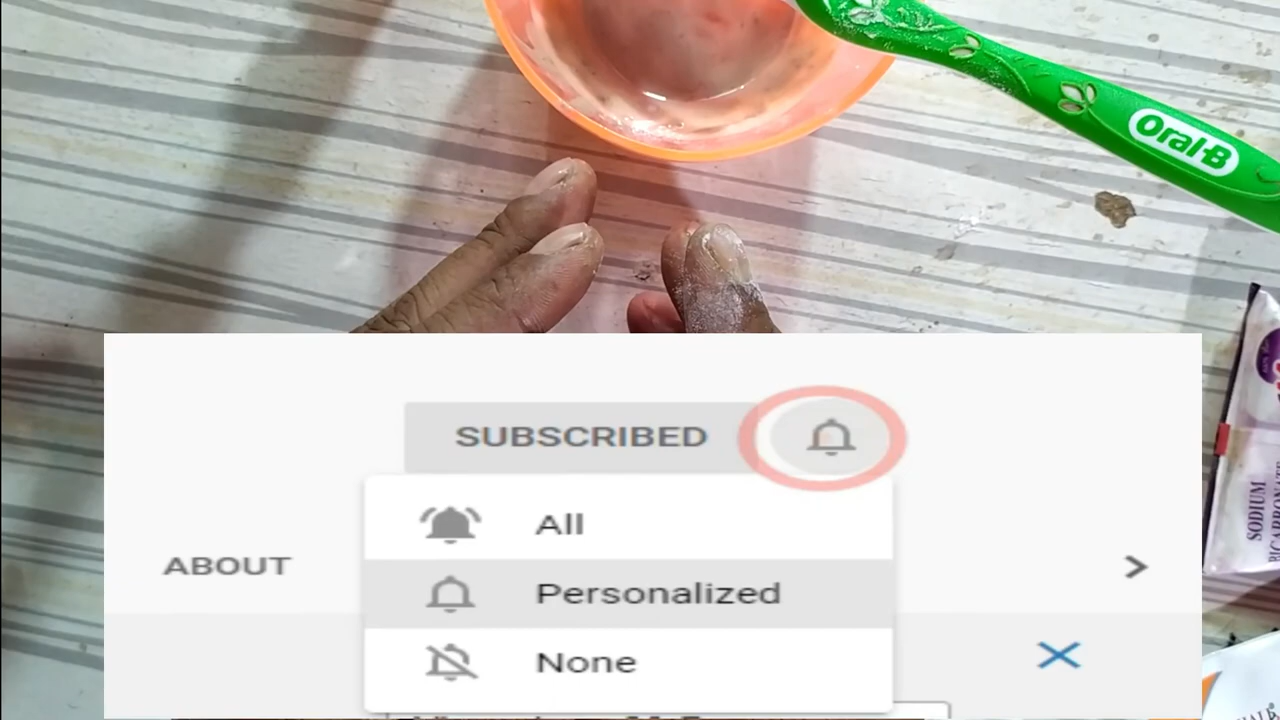 Oral-B
SUBSCRIBED
All
ABOUT
Personalized
None
SODIUM
BICARBONATE